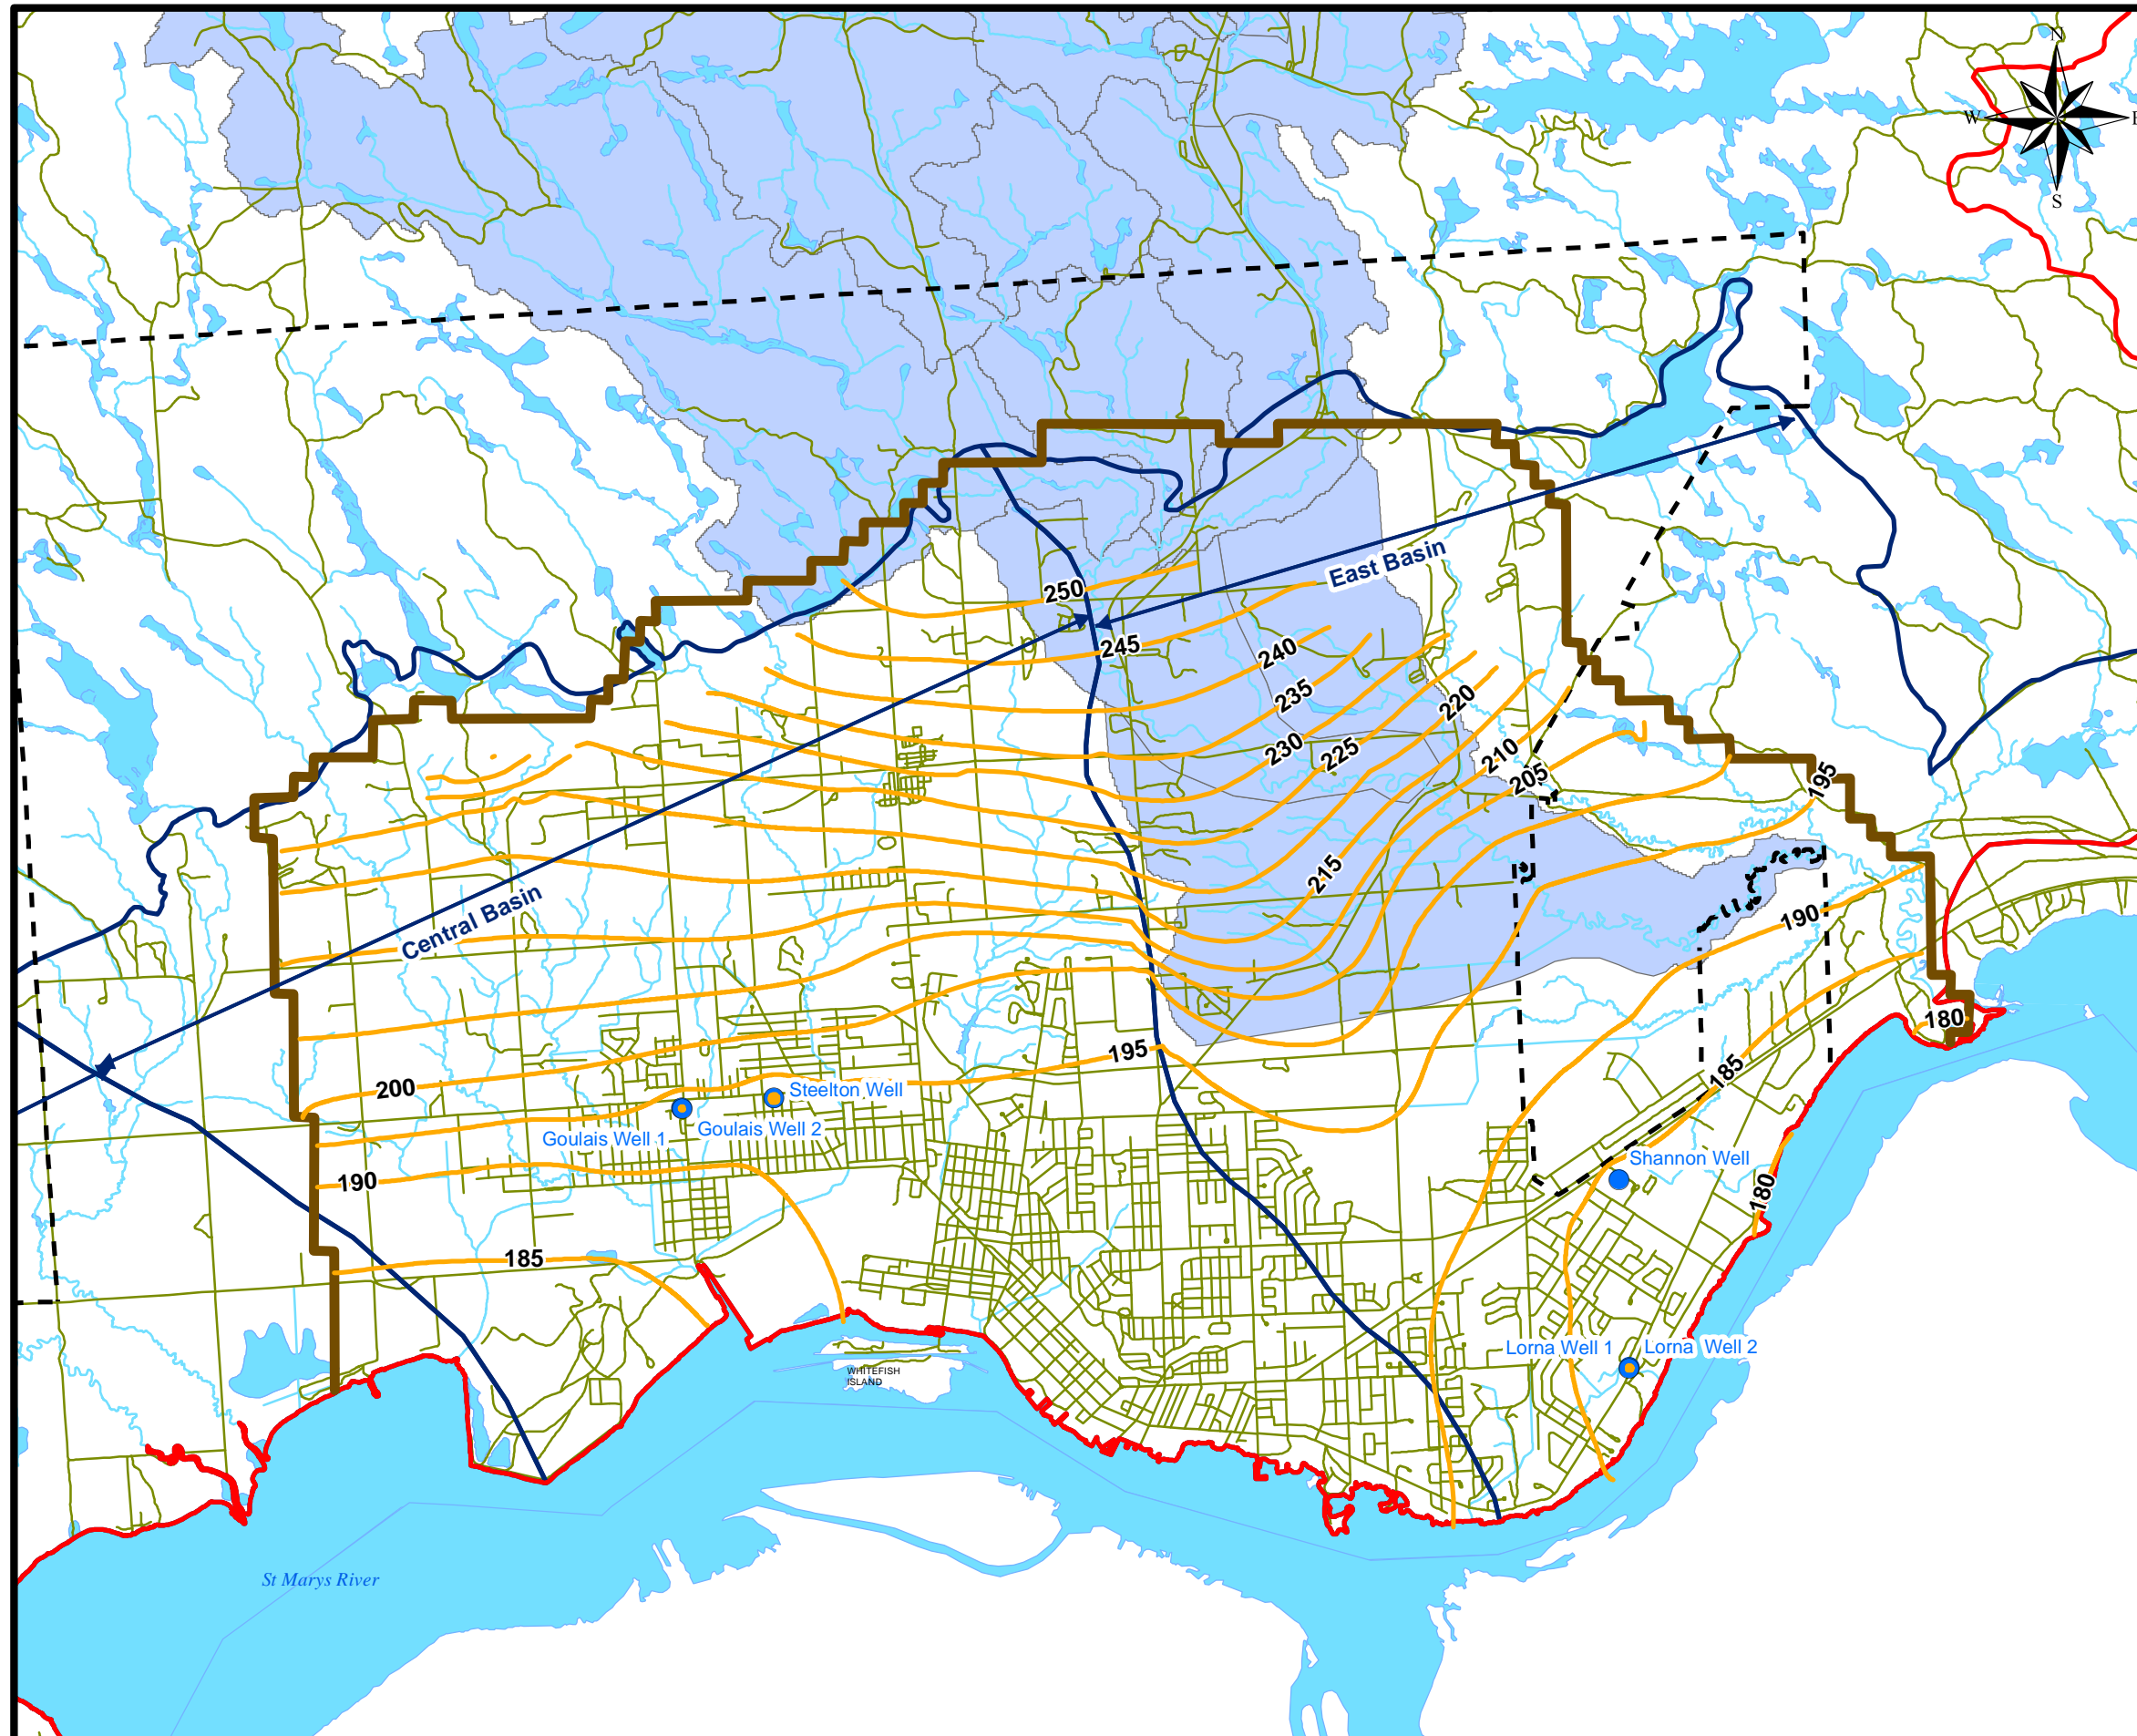 N
W
E
S
East Basin
250
245
240
235
220
230
225
210
205
195
215
Central Basin
190
180
195
185
200
Steelton Well
Goulais Well 1
Goulais Well 2
Shannon Well
190
180
185
Lorna Well 1
Lorna Well 2
WHITEFISH
ISLAND
St Marys River